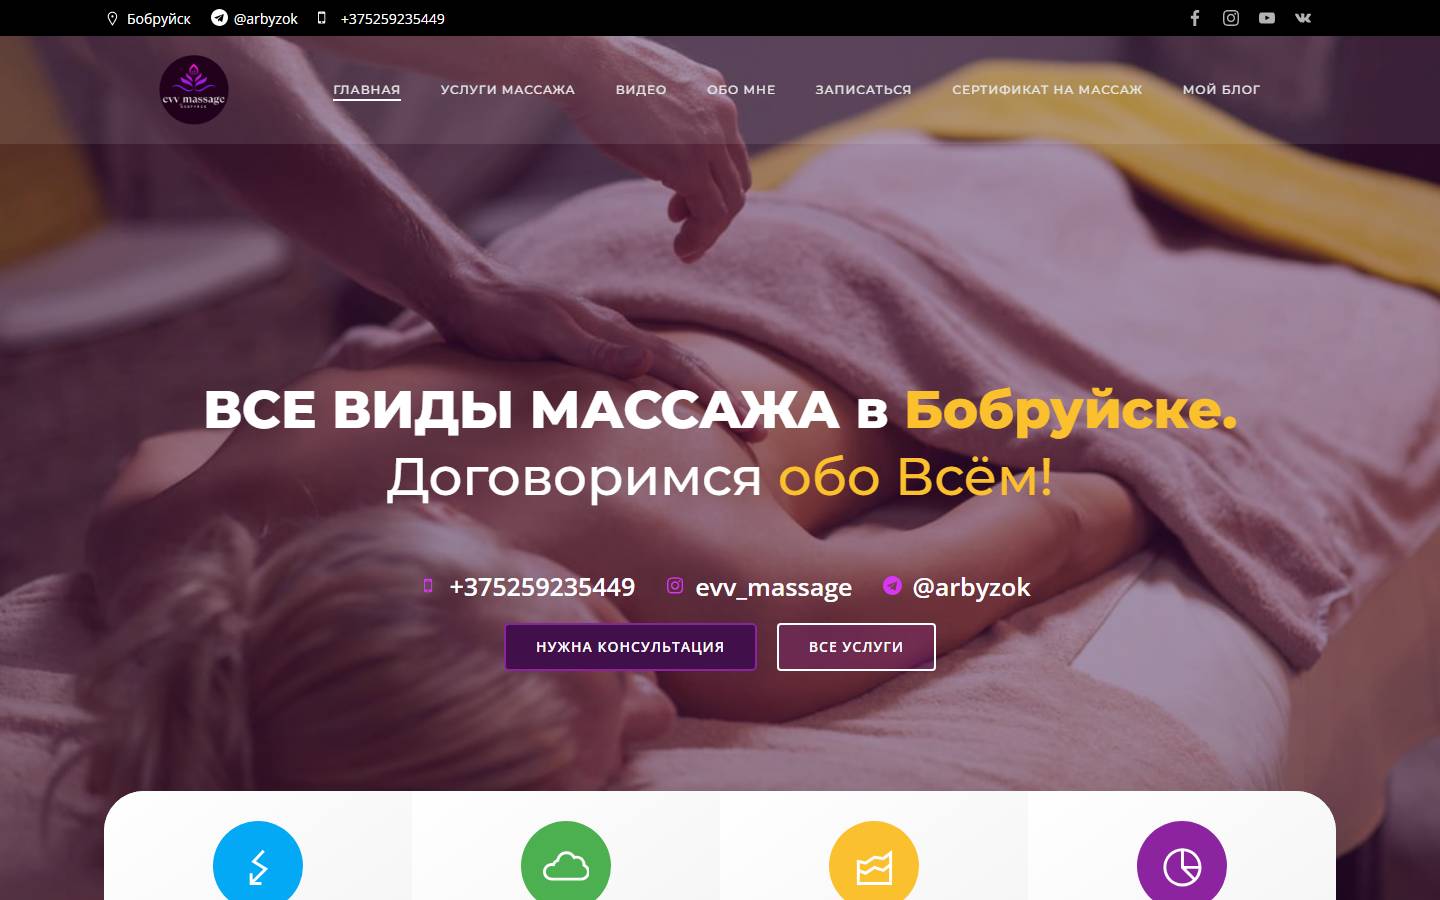 Бобруйск @arbyzok +375259235449
evv massage
БОБРУЙСК
ГЛАВНАЯ УСЛУГИ МАССАЖА ВИДЕО ОБО МНЕ ЗАПИСАТЬСЯ СЕРТИФИКАТ НА МАССАЖ МОЙ БЛОГ
ВСЕ ВИДЫ МАССАЖА в Бобруйске.
Договоримся обо Всём!
+375259235449 evv_massage @arbyzok
НУЖНА КОНСУЛЬТАЦИЯ ВСЕ УСЛУГИ